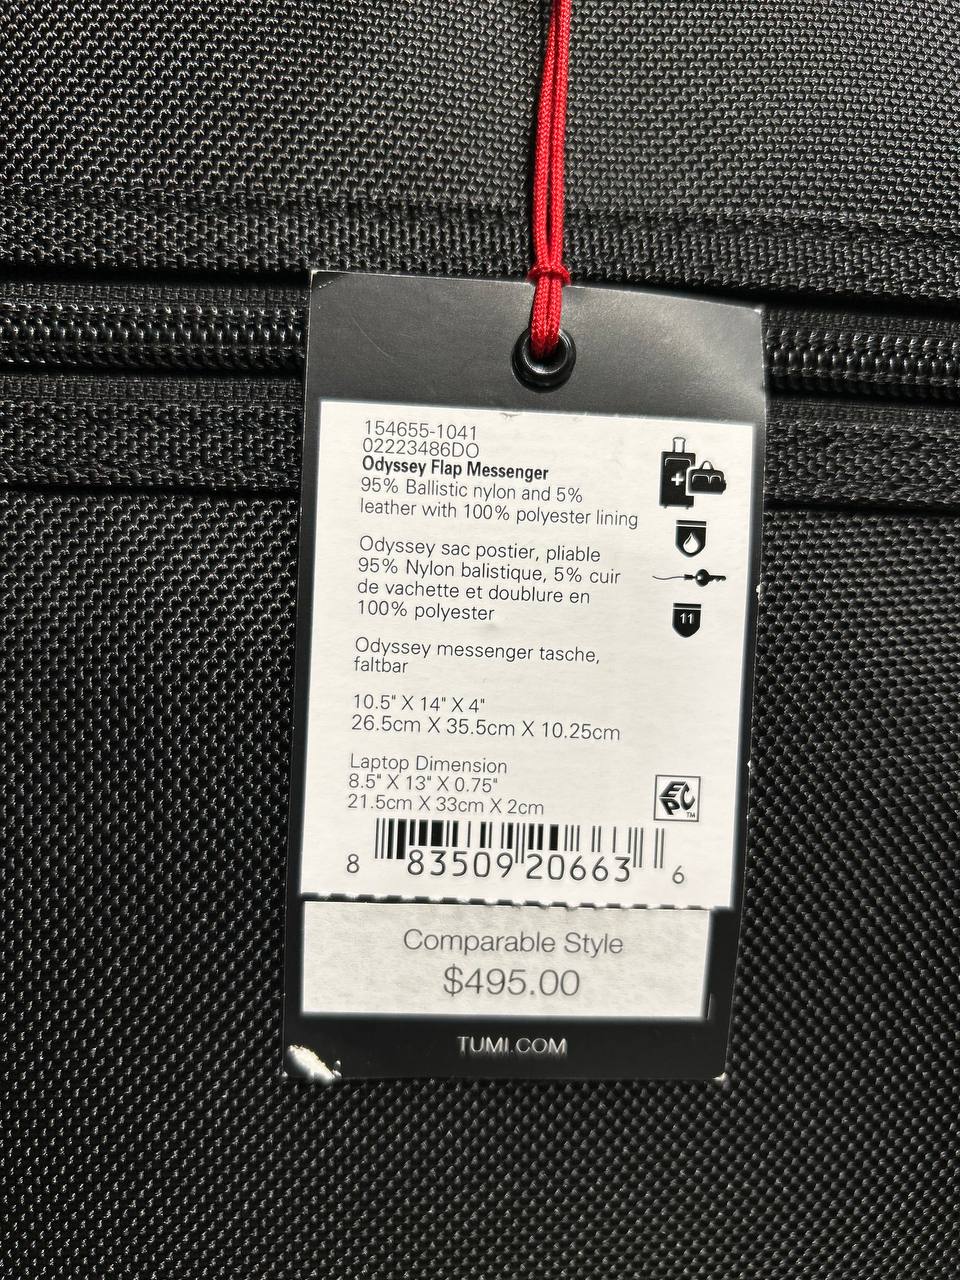 154655-1041
02223486DO
Odyssey Flap Messenger
95% Ballistic nylon and 5%
leather with 100% polyester lining
Odyssey sac postier, pliable
95% Nylon balistique, 5% cuir
de vachette et doublure en
100% polyester
11
Odyssey messenger tasche,
faltbar
10.5" X 14" X 4"
26.5cm X 35.5cm X 10.25cm
Laptop Dimension
8.5" X 13" X 0.75"
21.5cm X 33cm X 2cm
EPC TM
8 83509 20663 6
Comparable Style
$495.00
TUMI.COM